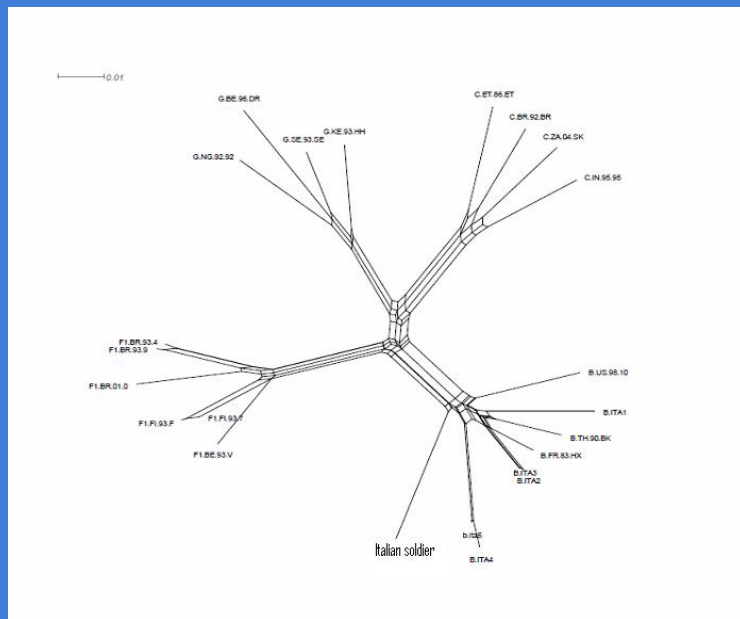 0.01
G.BE.96.DR
C.ET.86.ET
C.BR.92.BR
G.KE.93.HH
G.SE.93.SE
C.ZA.04.SK
G.NG.92.92
C.IN.95.95
F1.BR.93.4
F1.BR.93.9
B.US.98.10
F1.BR.01.0
B.ITA1
F1.FI.93.7
F1.FI.93.F
B.TH.90.BK
F1.BE.93.V
B.FR.83.HX
B.ITA3
B.ITA2
b.ita5
Italian soldier
B.ITA4